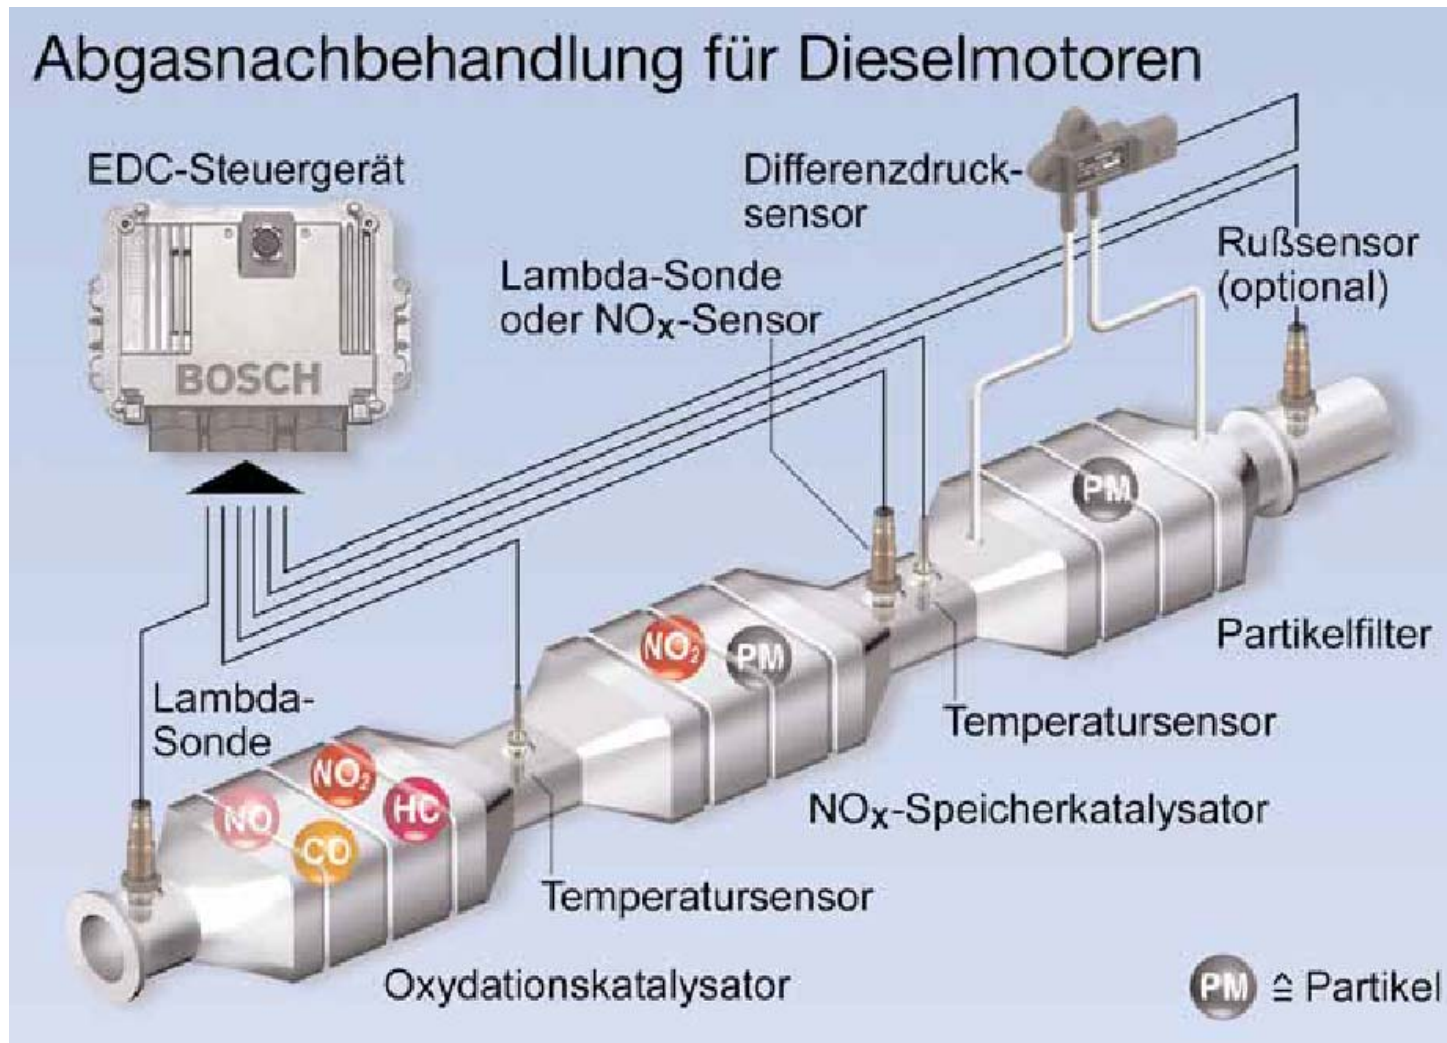 Abgasnachbehandlung für Dieselmotoren
EDC-Steuergerät
BOSCH
Differenzdruck-
sensor
Rußsensor
(optional)
Lambda-Sonde
oder NOx-Sensor
PM
Partikelfilter
NO2
PM
Temperatursensor
NOx-Speicherkatalysator
Lambda-
Sonde
NO2
NO
HC
CO
Temperatursensor
Oxydationskatalysator
PM ≙ Partikel